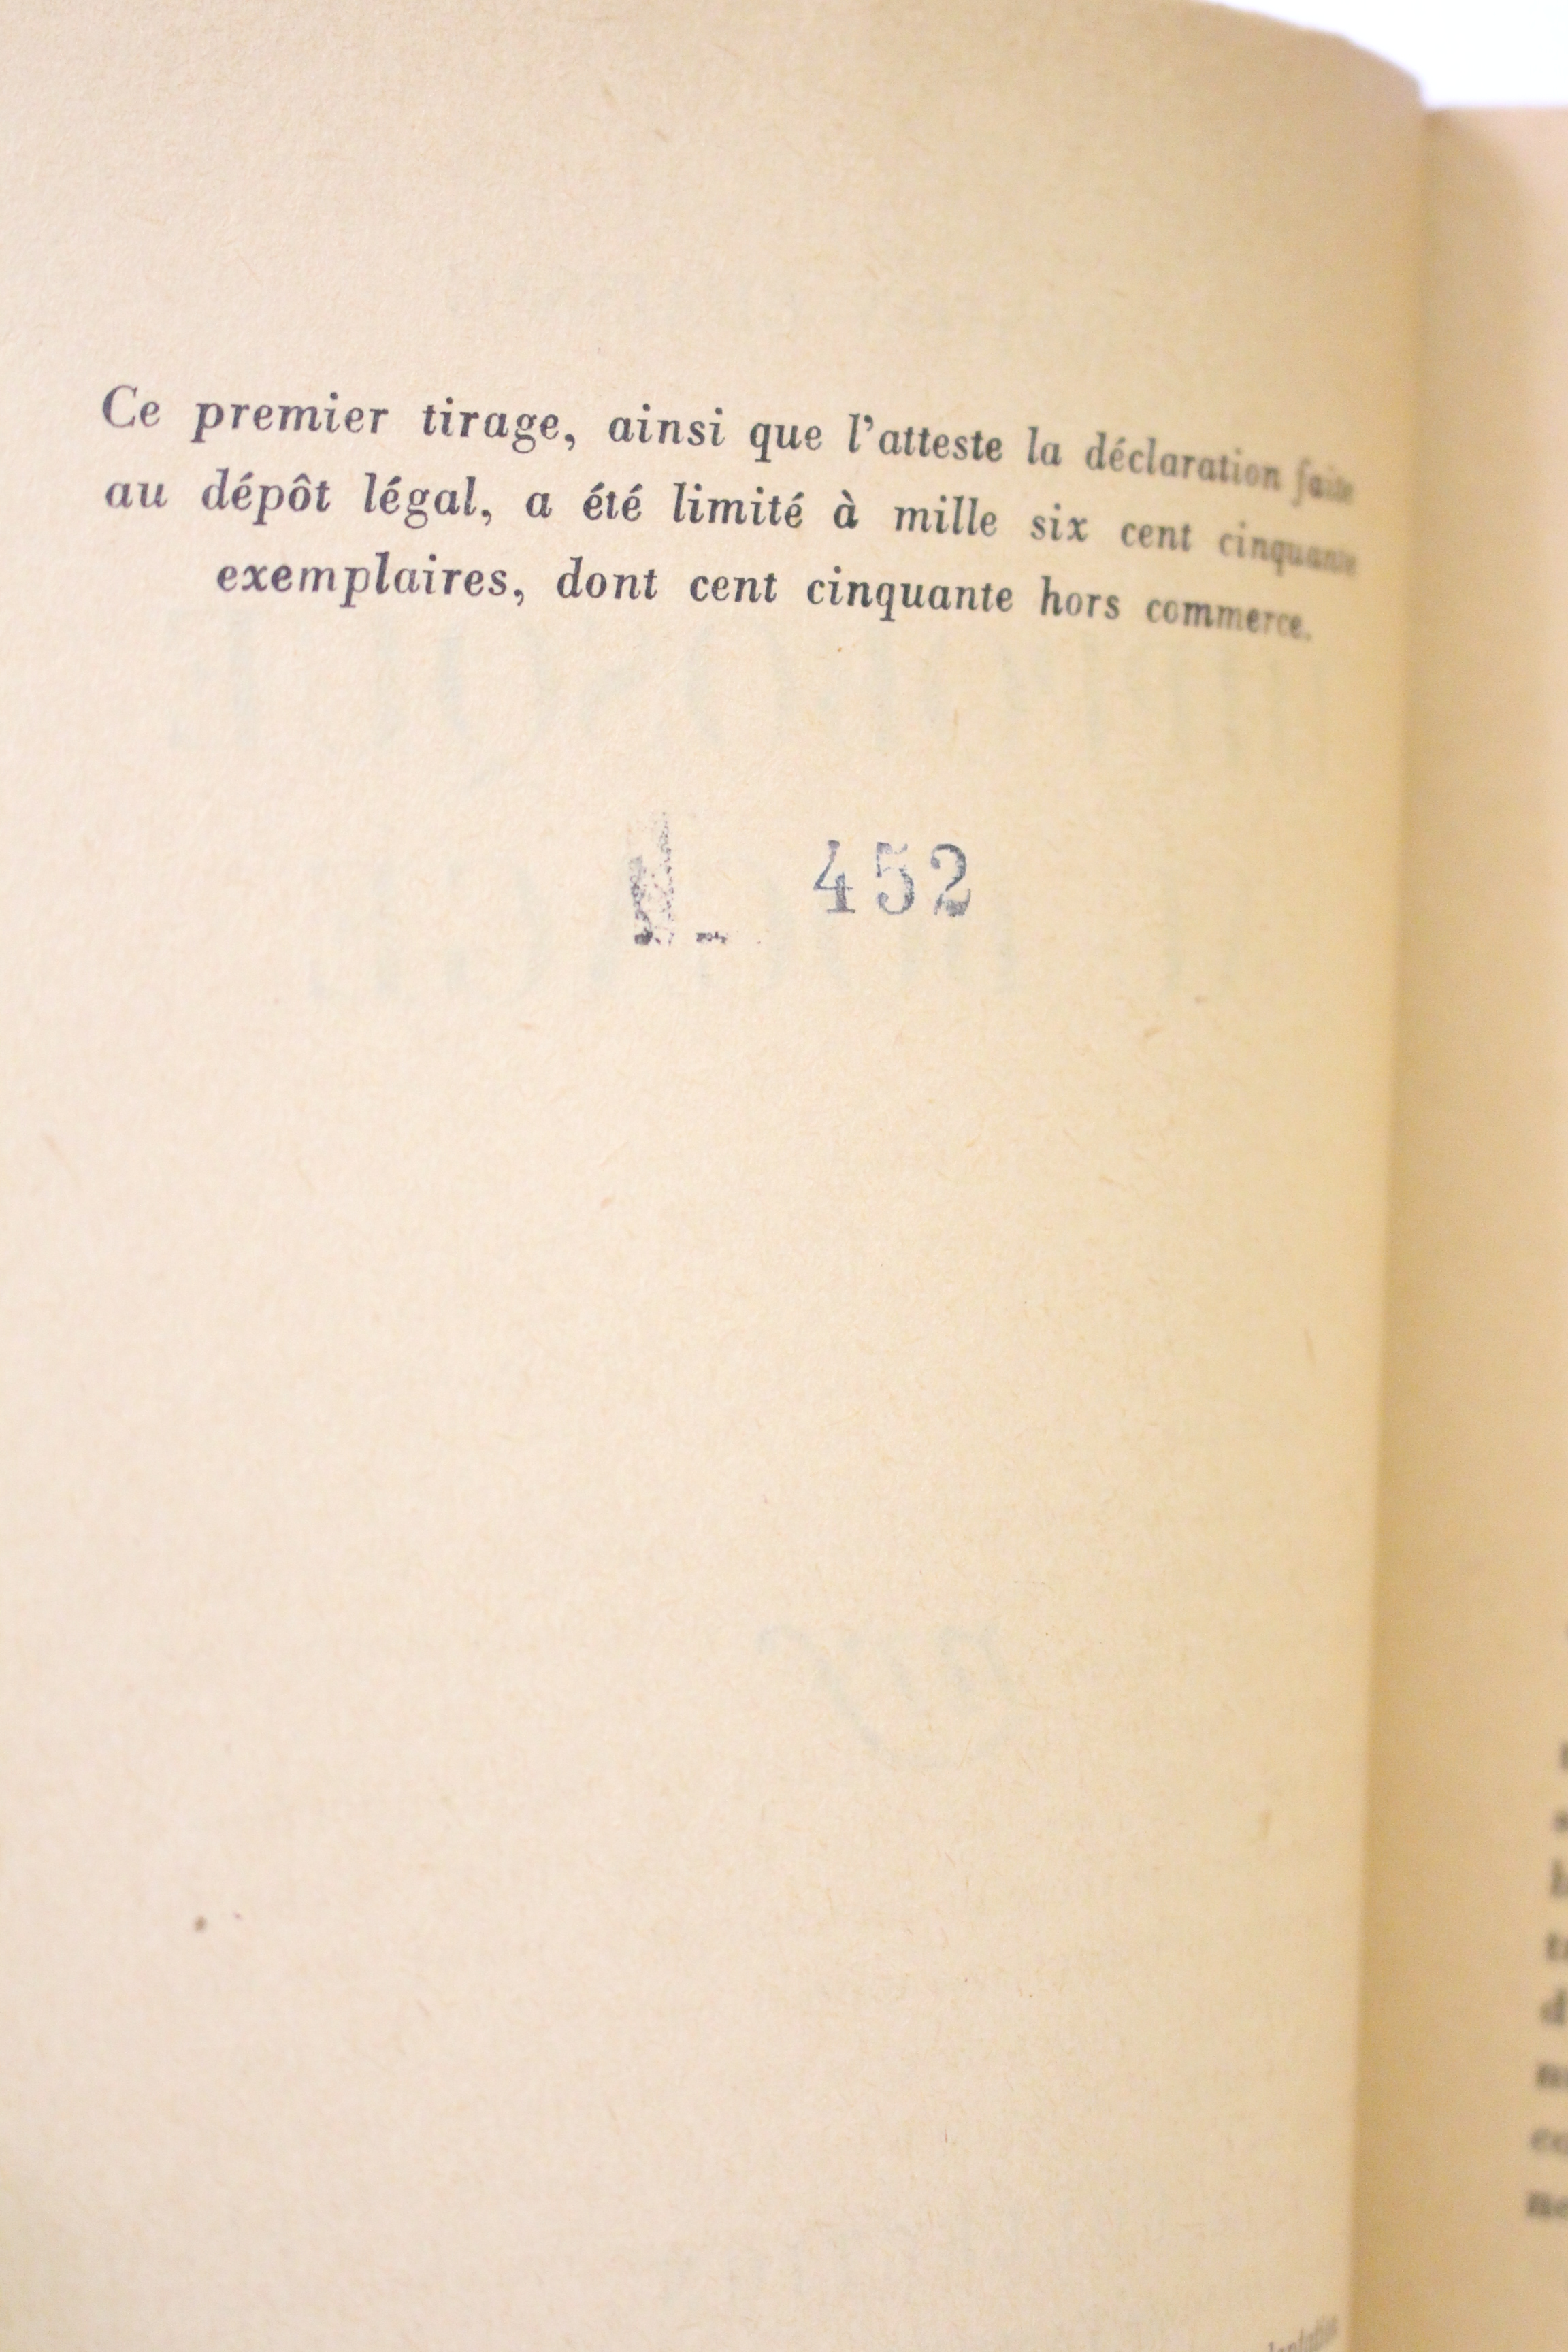 Ce premier tirage, ainsi que l'atteste la déclaration faite
au dépôt légal, a été limité à mille six cent cinquante
exemplaires, dont cent cinquante hors commerce.
452